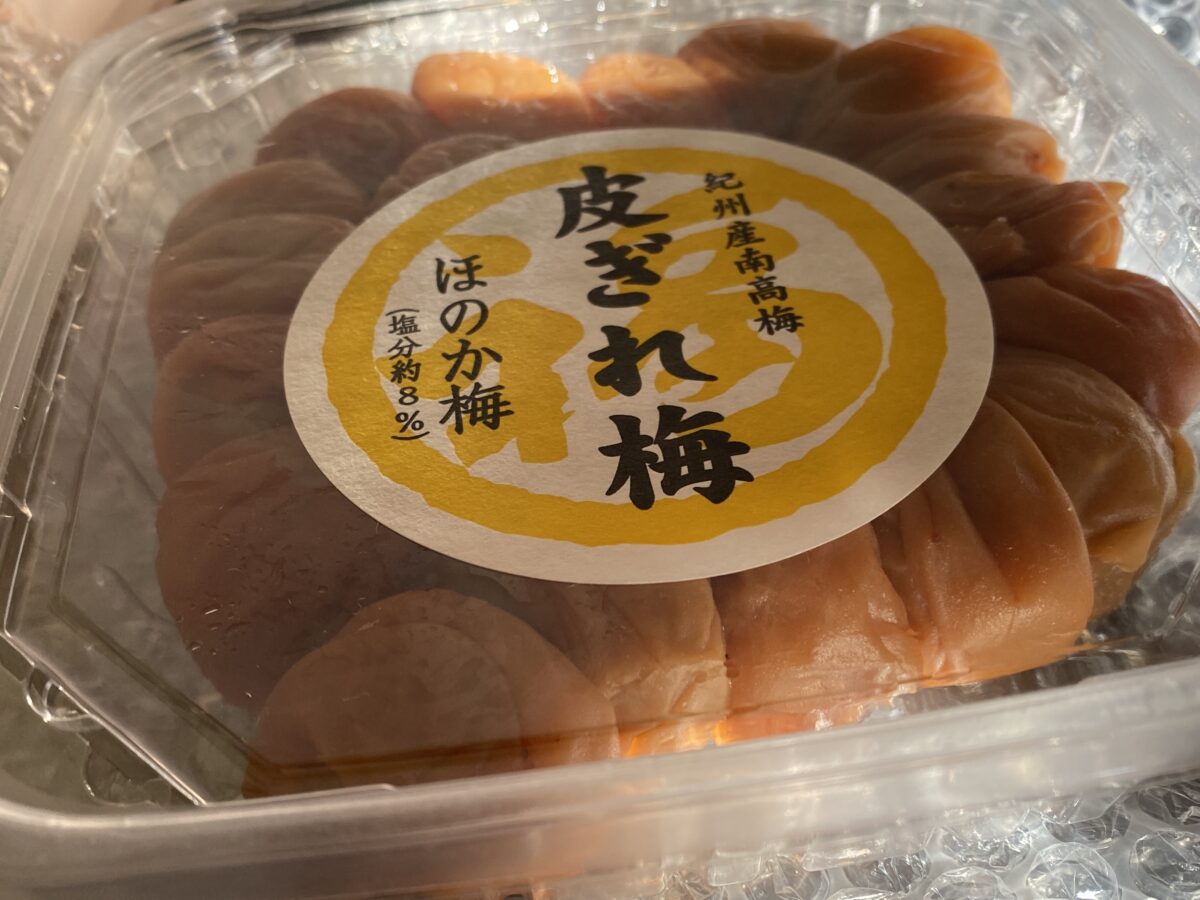 紀州産南高梅
皮ぎれ梅
ほのか梅
(塩分約8%)